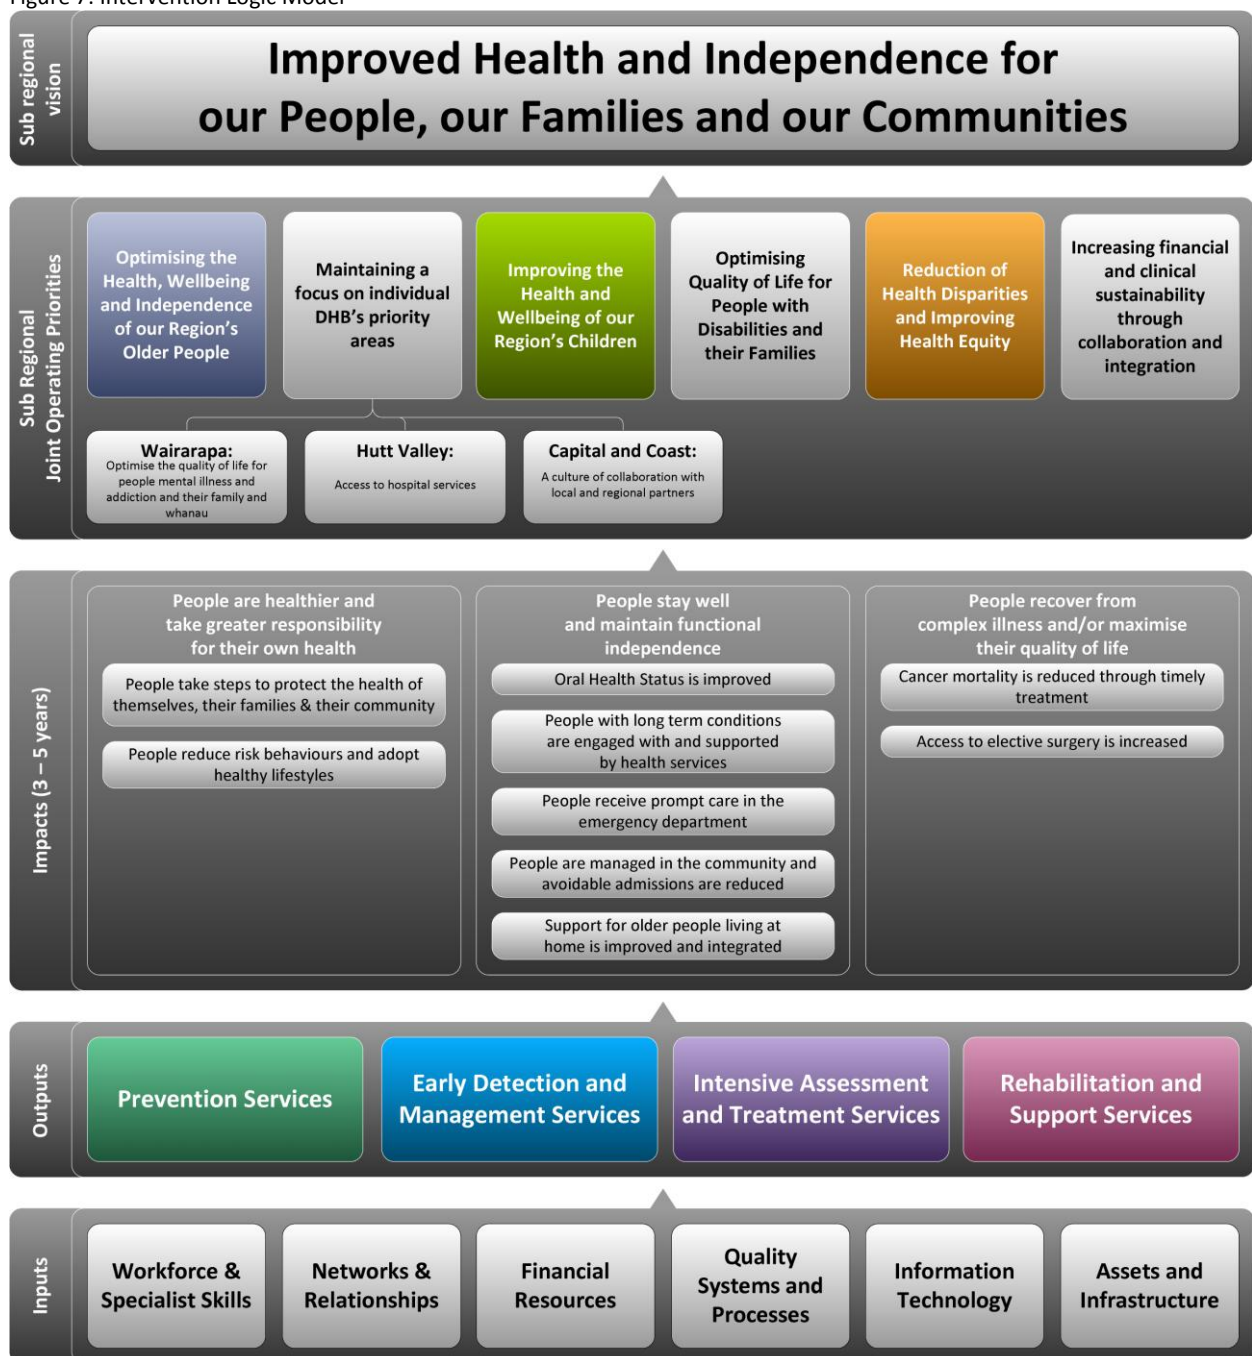 Figure 7: Intervention Logic Model
Sub regional
vision
Improved Health and Independence for
our People, our Families and our Communities
Sub Regional
Joint Operating Priorities
Optimising the
Health, Wellbeing
and Independence
of our Region's
Older People
Maintaining a
focus on individual
DHB's priority
areas
Improving the
Health and
Wellbeing of our
Region's Children
Optimising
Quality of Life for
People with
Disabilities and
their Families
Reduction of
Health Disparities
and Improving
Health Equity
Increasing financial
and clinical
sustainability
through
collaboration and
integration
Wairarapa:
Optimise the quality of life for
people mental illness and
addiction and their family and
whanau
Hutt Valley:
Access to hospital services
Capital and Coast:
A culture of collaboration with
local and regional partners
Impacts (3 – 5 years)
People are healthier and
take greater responsibility
for their own health
People take steps to protect the health of
themselves, their families & their community
People reduce risk behaviours and adopt
healthy lifestyles
People stay well
and maintain functional
independence
Oral Health Status is improved
People with long term conditions
are engaged with and supported
by health services
People receive prompt care in the
emergency department
People are managed in the community and
avoidable admissions are reduced
Support for older people living at
home is improved and integrated
People recover from
complex illness and/or maximise
their quality of life
Cancer mortality is reduced through timely
treatment
Access to elective surgery is increased
Outputs
Prevention Services
Early Detection and
Management Services
Intensive Assessment
and Treatment Services
Rehabilitation and
Support Services
Inputs
Workforce &
Specialist Skills
Networks &
Relationships
Financial
Resources
Quality
Systems and
Processes
Information
Technology
Assets and
Infrastructure